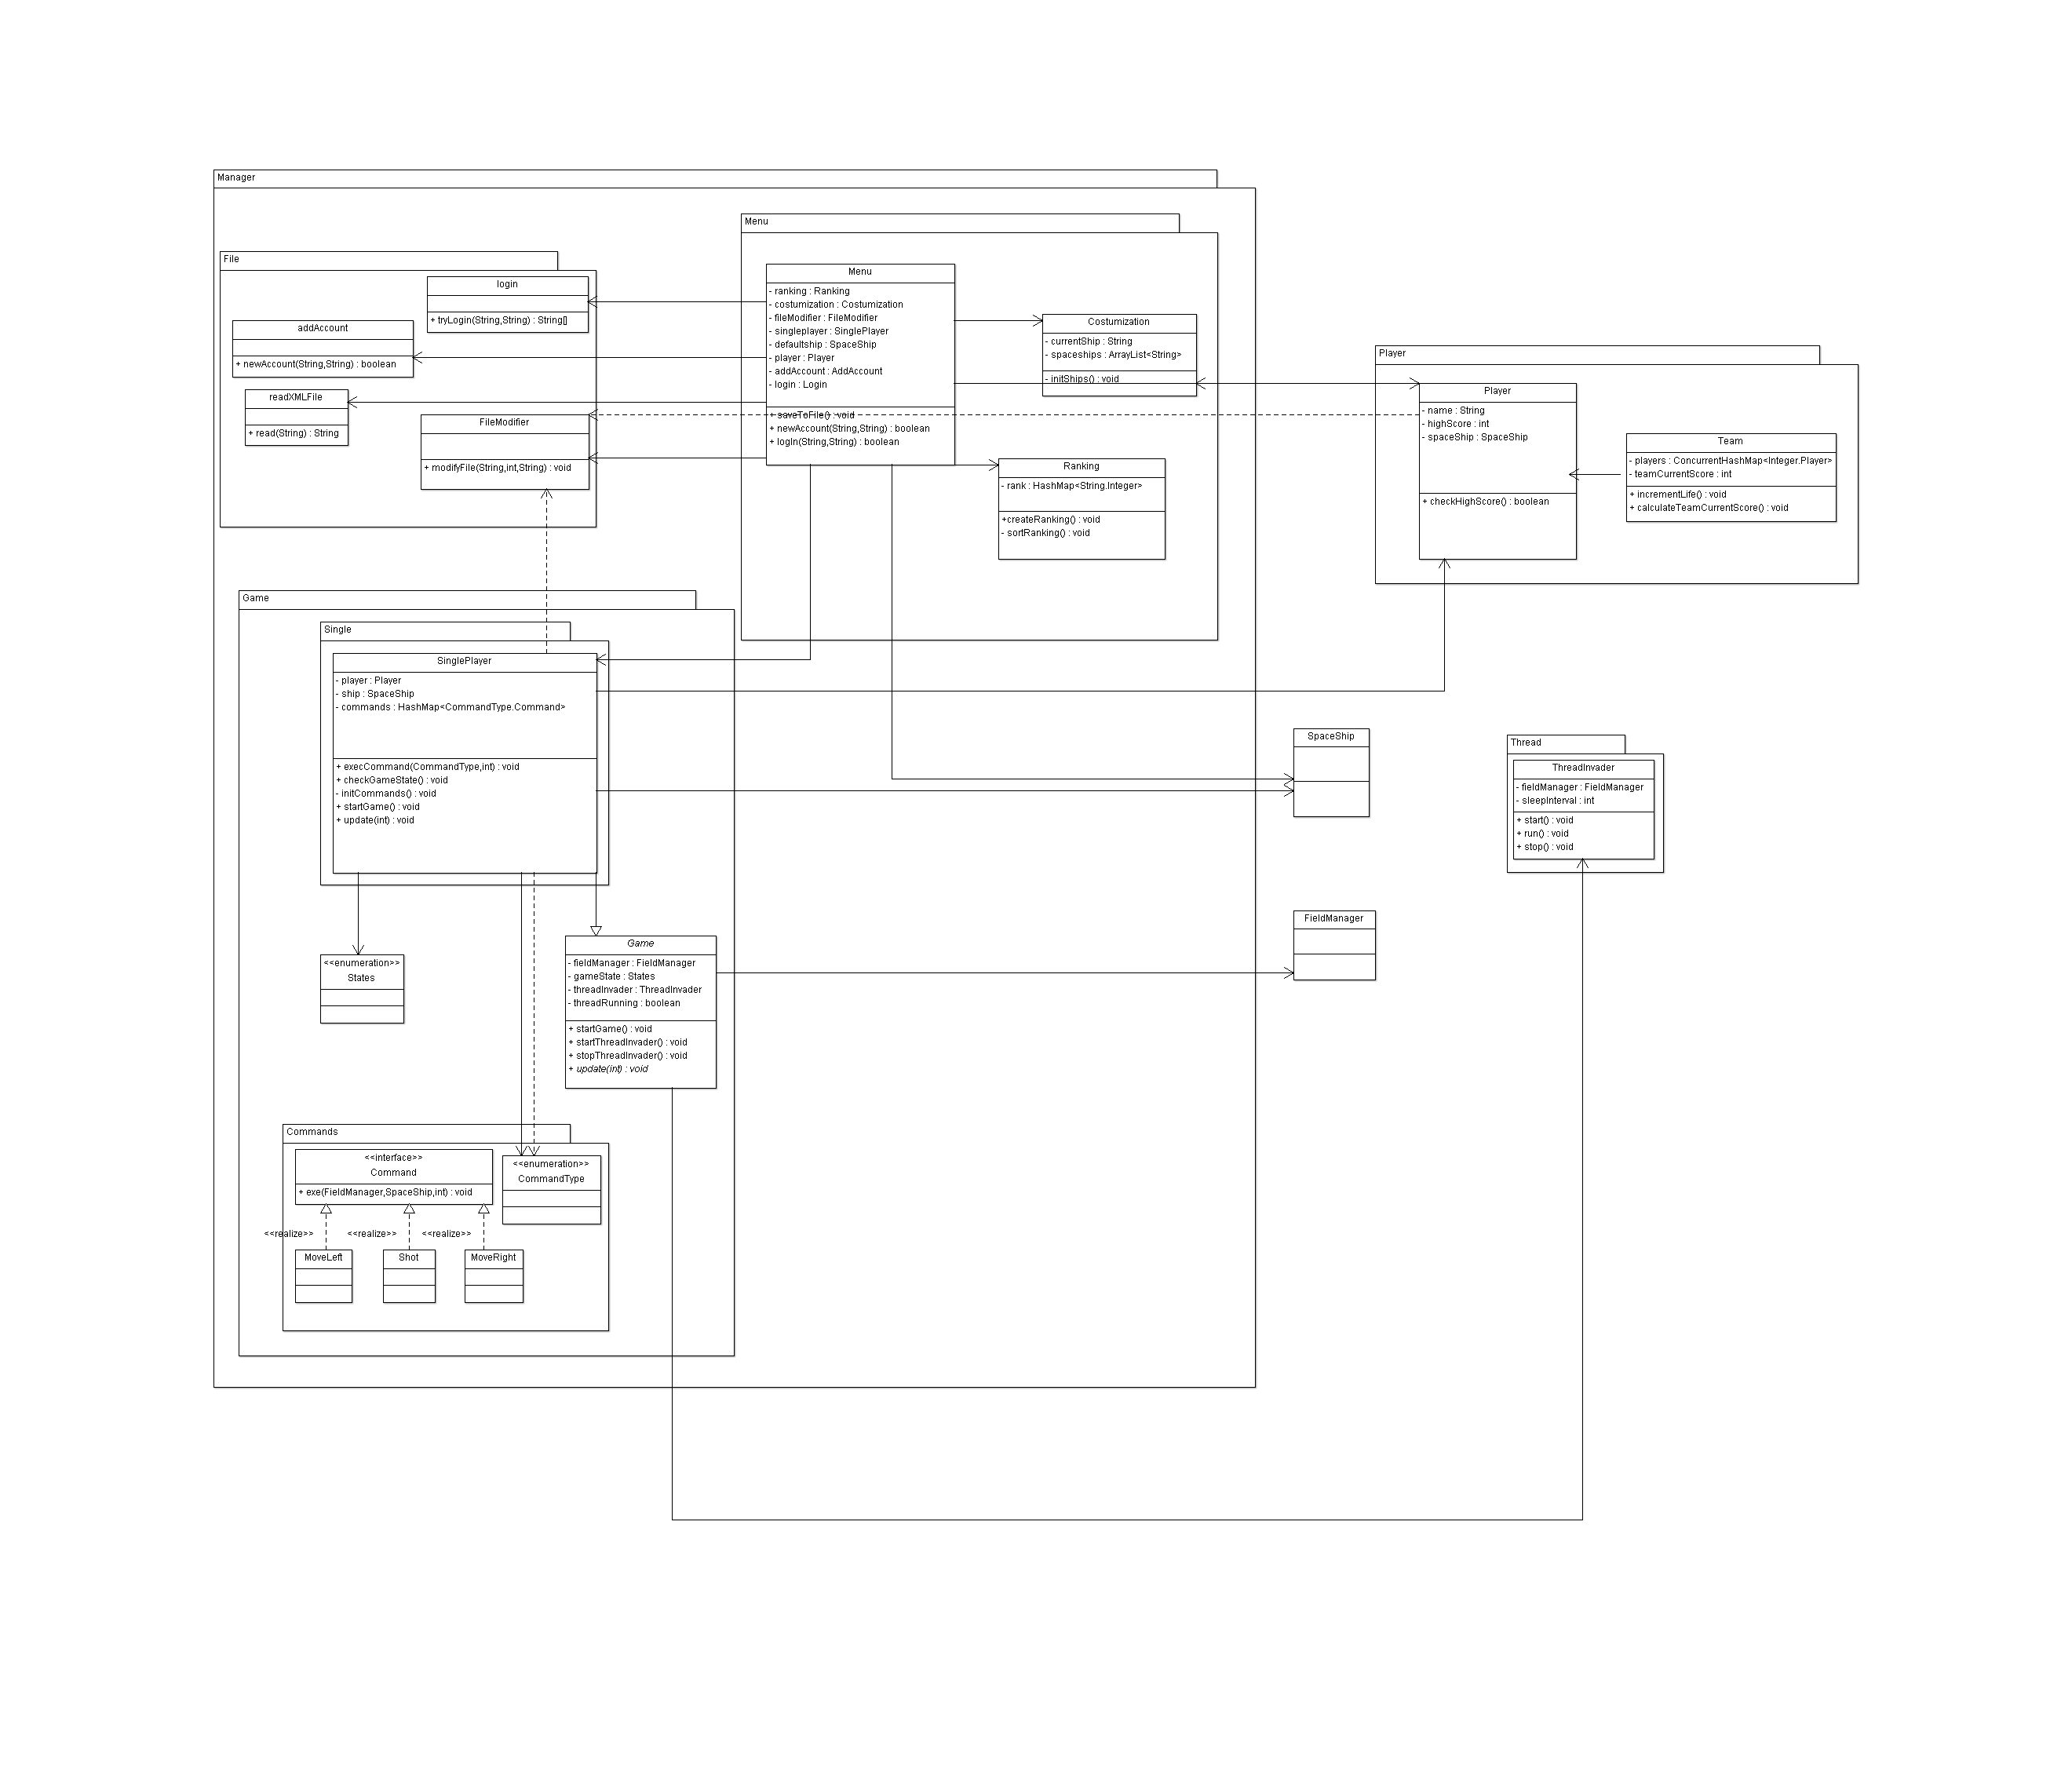 Manager
File
login
+ tryLogin(String,String) : String[]
addAccount
+ newAccount(String,String) : boolean
readXMLFile
+ read(String) : String
FileModifier
+ modifyFile(String,int,String) : void
Menu
Menu
- ranking : Ranking
- costumization : Costumization
- fileModifier : FileModifier
- singleplayer : SinglePlayer
- defaultship : SpaceShip
- player : Player
- addAccount : AddAccount
- login : Login
+ saveToFile() : void
+ newAccount(String,String) : boolean
+ logIn(String,String) : boolean
Costumization
- currentShip : String
- spaceships : ArrayList<String>
- initShips() : void
Ranking
- rank : HashMap<String.Integer>
+createRanking() : void
- sortRanking() : void
Player
Player
- name : String
- highScore : int
- spaceShip : SpaceShip
+ checkHighScore() : boolean
Team
- players : ConcurrentHashMap<Integer.Player>
- teamCurrentScore : int
+ incrementLife() : void
+ calculateTeamCurrentScore() : void
Game
Single
SinglePlayer
- player : Player
- ship : SpaceShip
- commands : HashMap<CommandType.Command>
+ execCommand(CommandType,int) : void
+ checkGameState() : void
- initCommands() : void
+ startGame() : void
+ update(int) : void
SpaceShip
Thread
ThreadInvader
- fieldManager : FieldManager
- sleepInterval : int
+ start() : void
+ run() : void
+ stop() : void
FieldManager
<<enumeration>>
States
Game
- fieldManager : FieldManager
- gameState : States
- threadInvader : ThreadInvader
- threadRunning : boolean
+ startGame() : void
+ startThreadInvader() : void
+ stopThreadInvader() : void
+ update(int) : void
Commands
<<interface>>
Command
+ exe(FieldManager,SpaceShip,int) : void
<<enumeration>>
CommandType
<<realize>>
<<realize>>
<<realize>>
MoveLeft
Shot
MoveRight